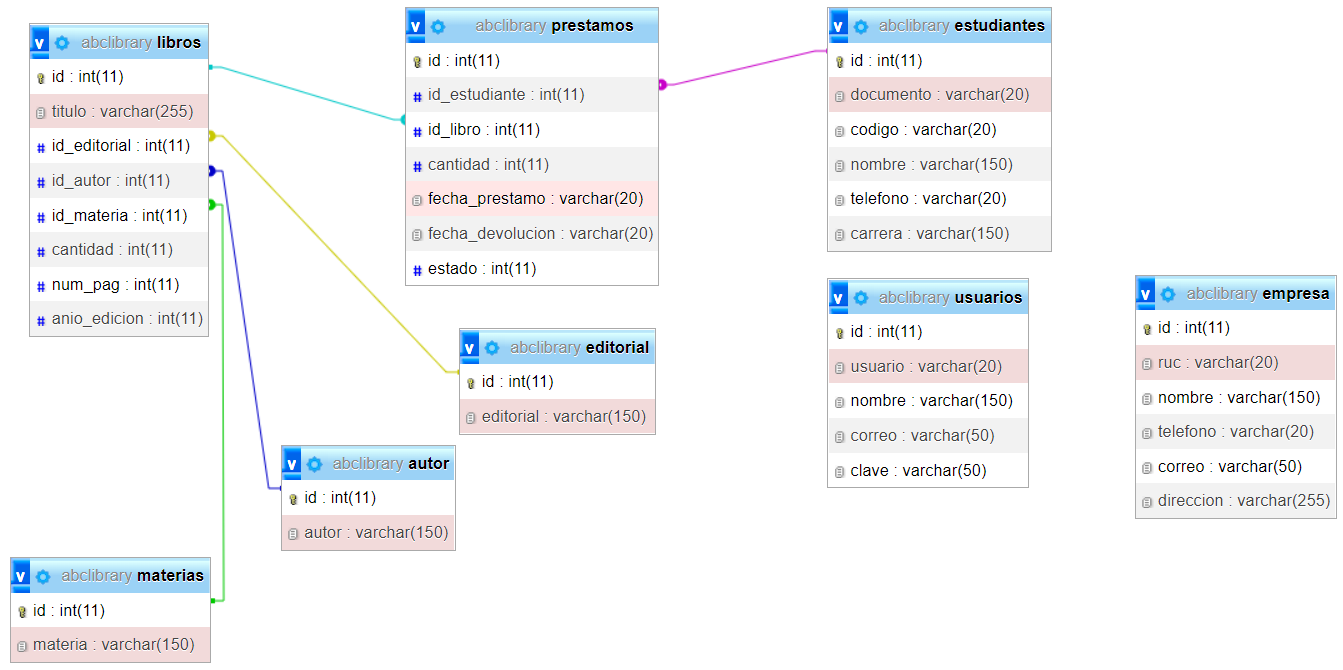 v abclibrary libros
id : int(11)
titulo : varchar(255)
# id_editorial : int(11)
# id_autor : int(11)
# id_materia : int(11)
# cantidad : int(11)
# num_pag : int(11)
# anio_edicion : int(11)
v abclibrary prestamos
id : int(11)
# id_estudiante : int(11)
# id_libro : int(11)
# cantidad : int(11)
fecha_prestamo : varchar(20)
fecha_devolucion : varchar(20)
# estado : int(11)
v abclibrary estudiantes
id : int(11)
documento : varchar(20)
codigo : varchar(20)
nombre : varchar(150)
telefono : varchar(20)
carrera : varchar(150)
v abclibrary usuarios
id : int(11)
usuario : varchar(20)
nombre : varchar(150)
correo : varchar(50)
clave : varchar(50)
v abclibrary empresa
id : int(11)
ruc : varchar(20)
nombre : varchar(150)
telefono : varchar(20)
correo : varchar(50)
direccion : varchar(255)
v abclibrary editorial
id : int(11)
editorial : varchar(150)
v abclibrary autor
id : int(11)
autor : varchar(150)
v abclibrary materias
id : int(11)
materia : varchar(150)